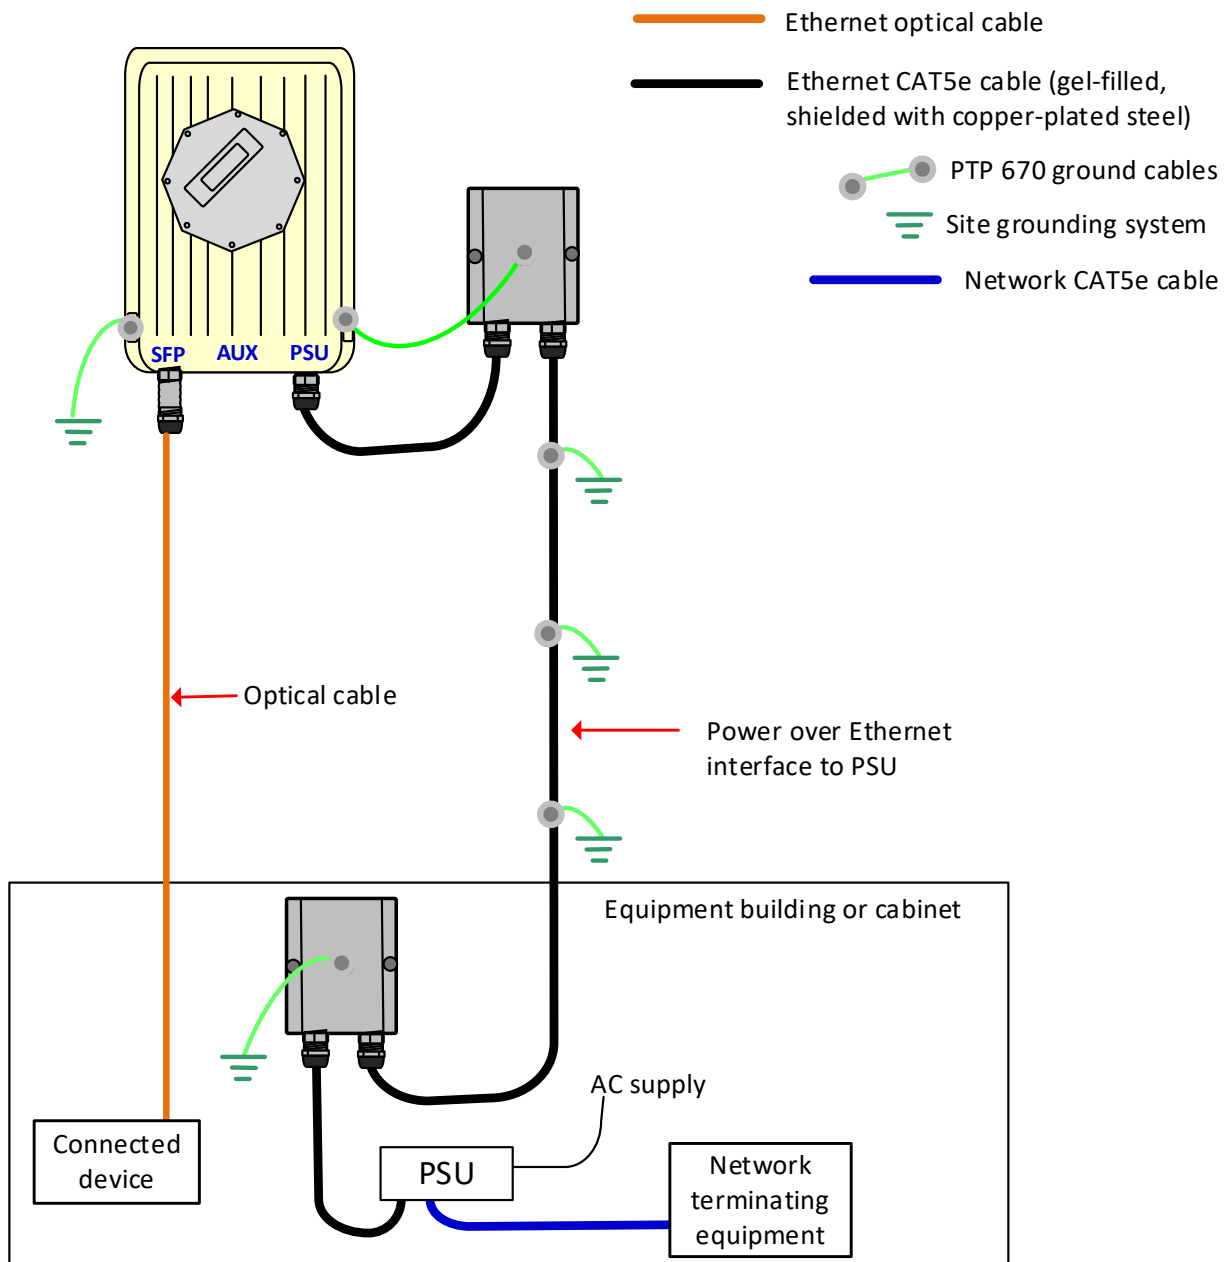 Ethernet optical cable
Ethernet CAT5e cable (gel-filled,
shielded with copper-plated steel)
PTP 670 ground cables
Site grounding system
Network CAT5e cable
SFP AUX PSU
Optical cable
Power over Ethernet
interface to PSU
Equipment building or cabinet
AC supply
Connected
device
PSU
Network
terminating
equipment